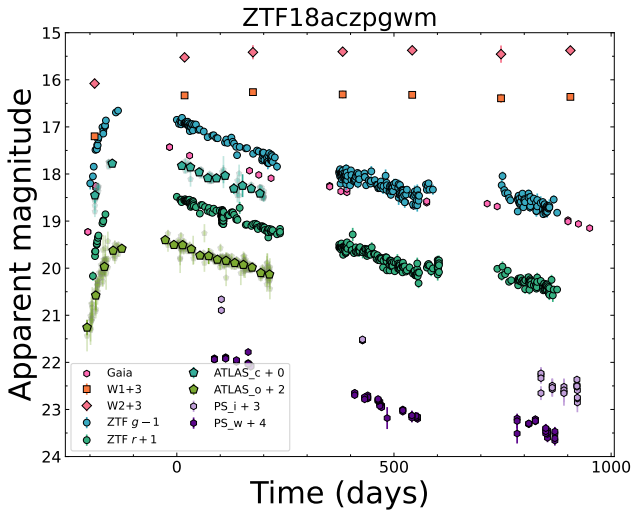 ZTF18aczpgwm
Apparent magnitude
15
16
17
18
19
20
21
22
23
24
Gaia
W1+3
W2+3
ZTF g − 1
ZTF r + 1
ATLAS_c + 0
ATLAS_o + 2
PS_i + 3
PS_w + 4
0
500
1000
Time (days)